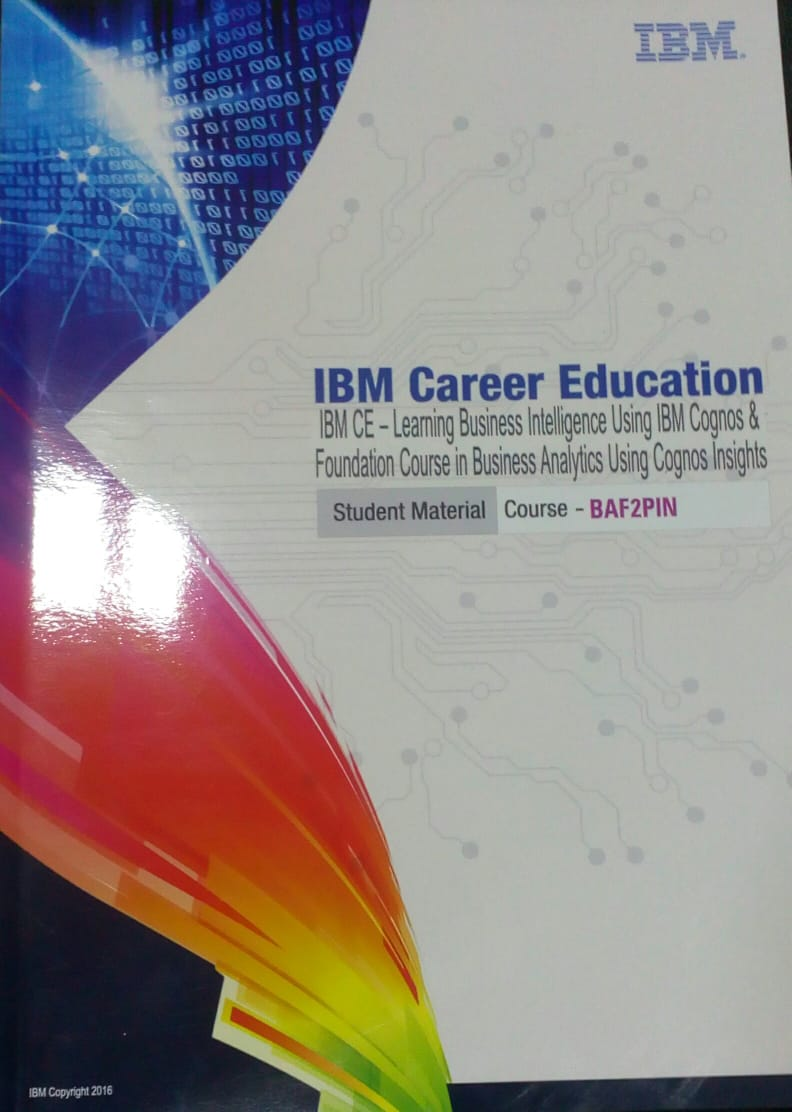 IBM
IBM Career Education
IBM CE – Learning Business Intelligence Using IBM Cognos &
Foundation Course in Business Analytics Using Cognos Insights
Student Material Course - BAF2PIN
IBM Copyright 2016